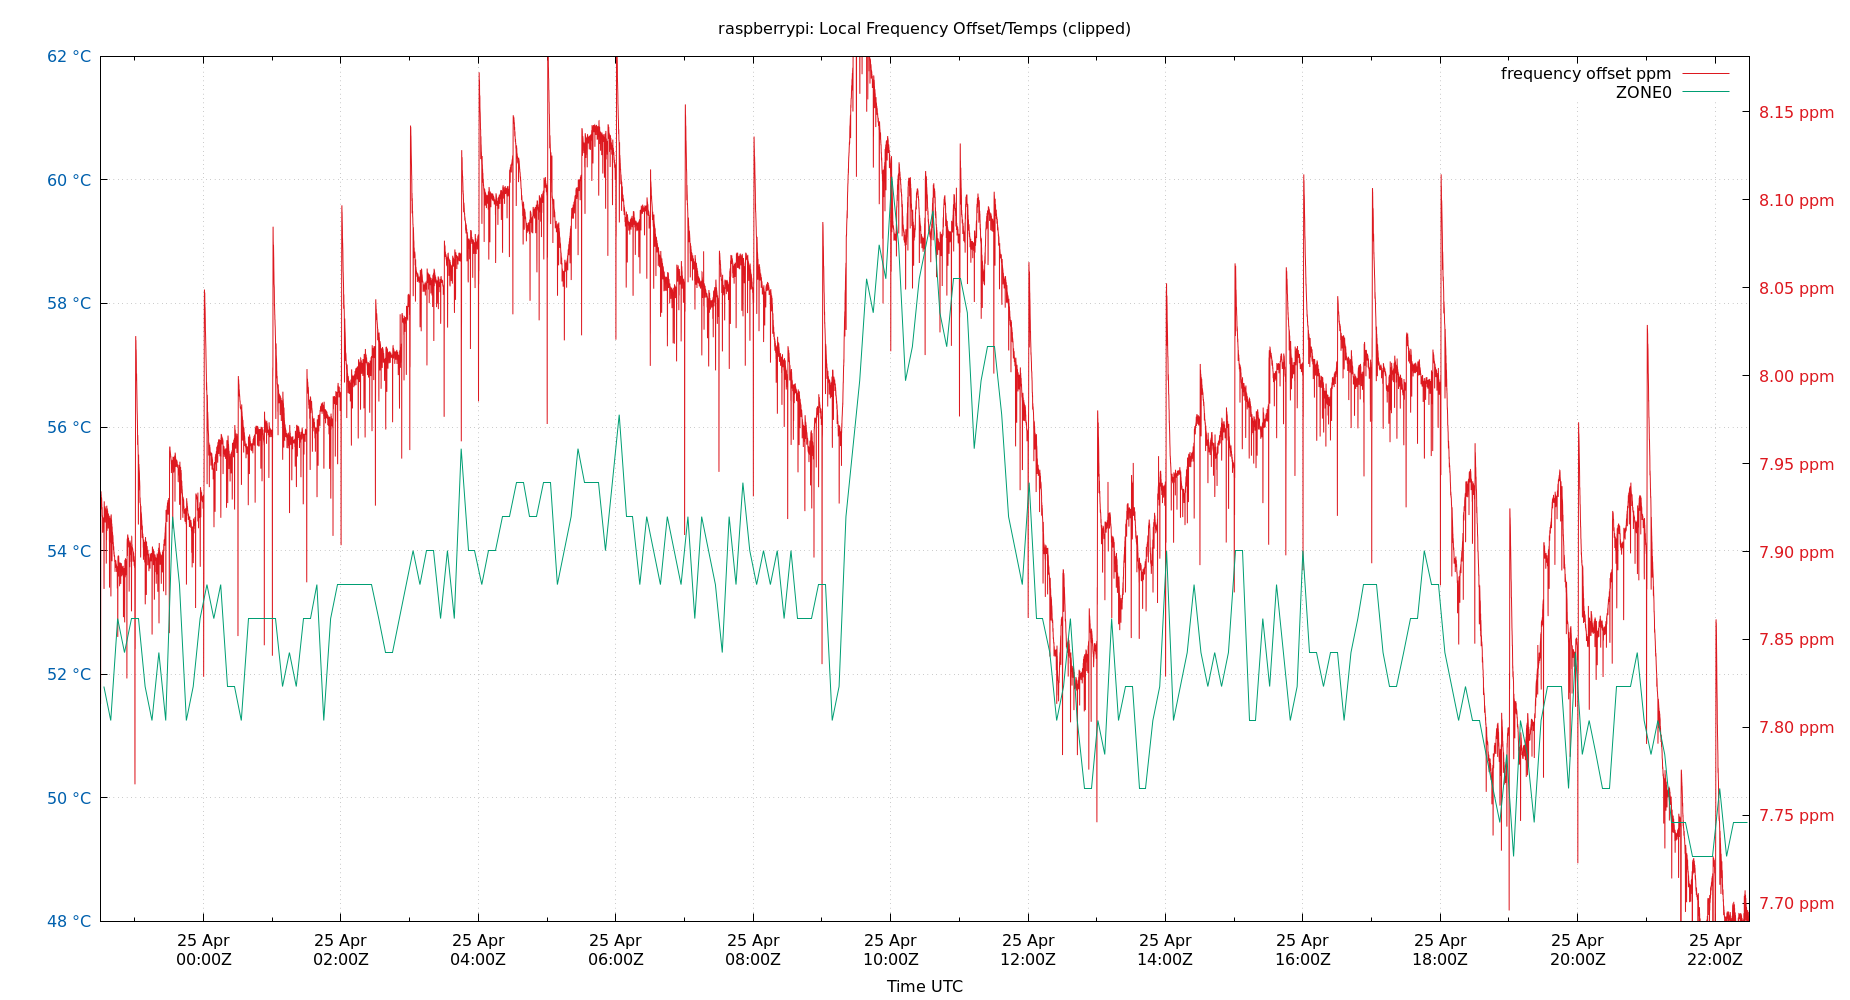 raspberrypi: Local Frequency Offset/Temps (clipped)
62 °C
60 °C
58 °C
56 °C
54 °C
52 °C
50 °C
48 °C
frequency offset ppm
ZONE0
8.15 ppm
8.10 ppm
8.05 ppm
8.00 ppm
7.95 ppm
7.90 ppm
7.85 ppm
7.80 ppm
7.75 ppm
7.70 ppm
25 Apr
00:00Z
25 Apr
02:00Z
25 Apr
04:00Z
25 Apr
06:00Z
25 Apr
08:00Z
25 Apr
10:00Z
25 Apr
12:00Z
25 Apr
14:00Z
25 Apr
16:00Z
25 Apr
18:00Z
25 Apr
20:00Z
25 Apr
22:00Z
Time UTC